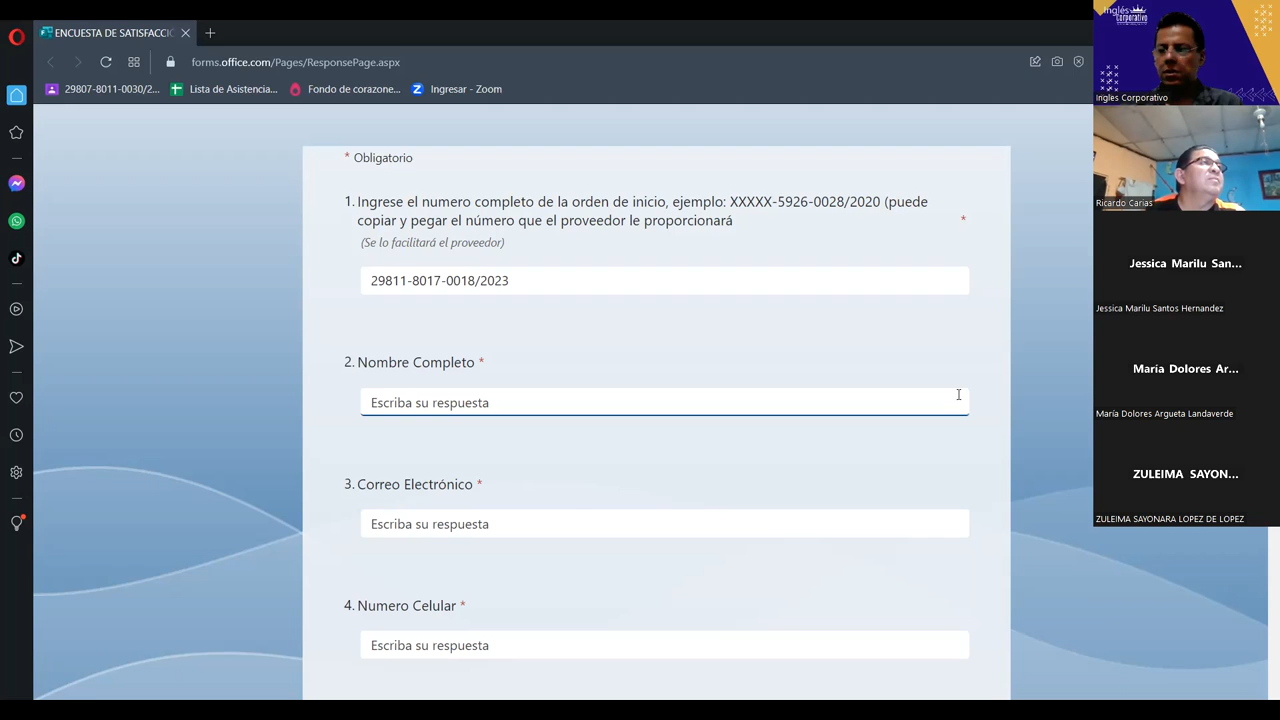 ENCUESTA DE SATISFACCIÓ
forms.office.com/Pages/ResponsePage.aspx
29807-8011-0030/2...
Lista de Asistencia...
Fondo de corazone...
Ingresar - Zoom
* Obligatorio
1. Ingrese el numero completo de la orden de inicio, ejemplo: XXXXX-5926-0028/2020 (puede
copiar y pegar el número que el proveedor le proporcionará *
(Se lo facilitará el proveedor)
29811-8017-0018/2023
2. Nombre Completo *
Escriba su respuesta
3. Correo Electrónico *
Escriba su respuesta
4. Numero Celular *
Escriba su respuesta
Inglés
Corporativo
Ingles Corporativo
Ricardo Carias
Jessica Marilu San...
Jessica Marilu Santos Hernandez
María Dolores Ar...
María Dolores Argueta Landaverde
ZULEIMA SAYON...
ZULEIMA SAYONARA LOPEZ DE LOPEZ